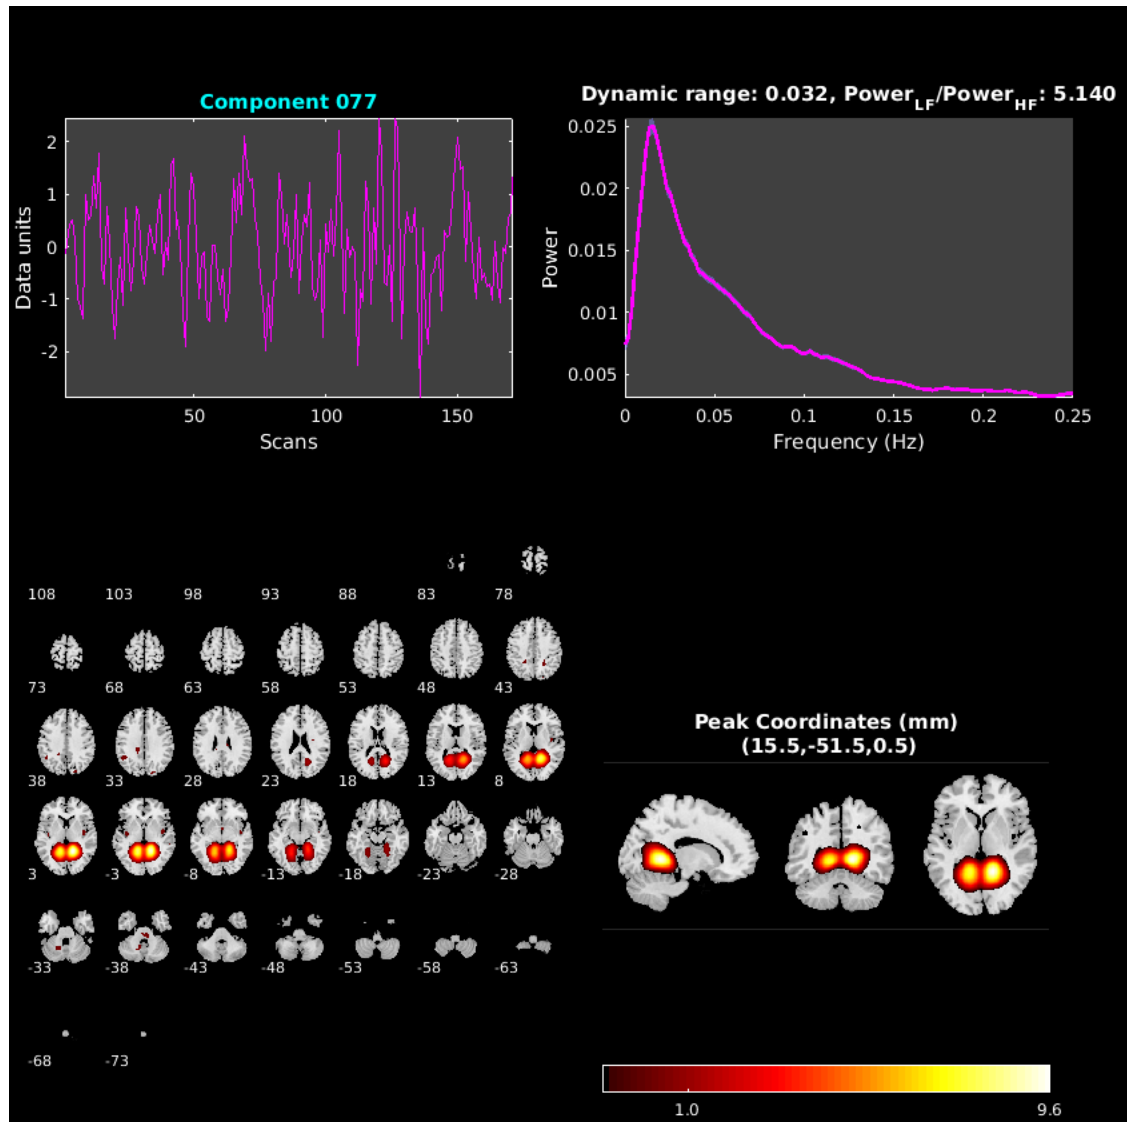 Component 077
Data units
2
1
0
-1
-2
50 100 150
Scans
Dynamic range: 0.032, Power_LF/Power_HF: 5.140
Power
0.025
0.02
0.015
0.01
0.005
0 0.05 0.1 0.15 0.2 0.25
Frequency (Hz)
108 103 98 93 88 83 78
73 68 63 58 53 48 43
38 33 28 23 18 13 8
3 -3 -8 -13 -18 -23 -28
-33 -38 -43 -48 -53 -58 -63
-68 -73
Peak Coordinates (mm)
(15.5,-51.5,0.5)
1.0 9.6